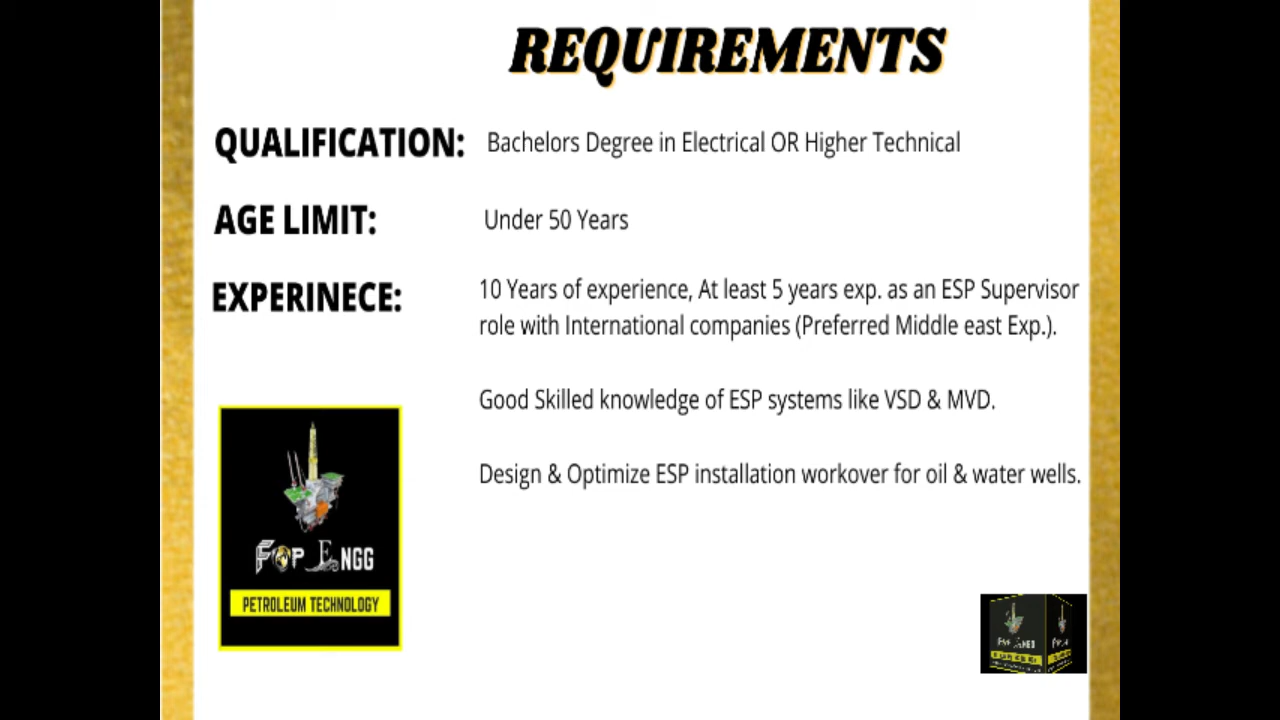 REQUIREMENTS
QUALIFICATION: Bachelors Degree in Electrical OR Higher Technical
AGE LIMIT: Under 50 Years
EXPERINECE: 10 Years of experience, At least 5 years exp. as an ESP Supervisor
role with International companies (Preferred Middle east Exp.).
Good Skilled knowledge of ESP systems like VSD & MVD.
Design & Optimize ESP installation workover for oil & water wells.
FOP ENGG
PETROLEUM TECHNOLOGY